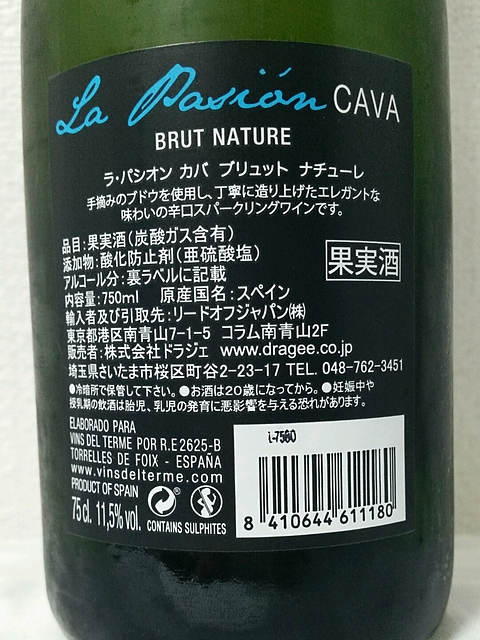 La Pasión CAVA
BRUT NATURE
ラ・パシオン カバ ブリュット ナチューレ
手摘みのブドウを使用し、丁寧に造り上げたエレガントな
味わいの辛口スパークリングワインです。
品目:果実酒(炭酸ガス含有)
添加物:酸化防止剤(亜硫酸塩)
アルコール分:裏ラベルに記載
果実酒
内容量:750ml 原産国名:スペイン
輸入者及び引取先:リードオフジャパン㈱
東京都港区南青山7-1-5 コラム南青山2F
販売者:株式会社ドラジェ www.dragee.co.jp
埼玉県さいたま市桜区町谷2-23-17 TEL. 048-762-3451
●冷暗所で保管して下さい。●お酒は20歳になってから。●妊娠中や
授乳期の飲酒は胎児、乳児の発育に悪影響を与える恐れがあります。
ELABORADO PARA
VINS DEL TERME POR R.E 2625-B
TORRELLES DE FOIX - ESPAÑA
www.vinsdelterme.com
PRODUCT OF SPAIN
75 cl. 11,5% vol.
CONTAINS SULPHITES
L-7560
8 410644 611180